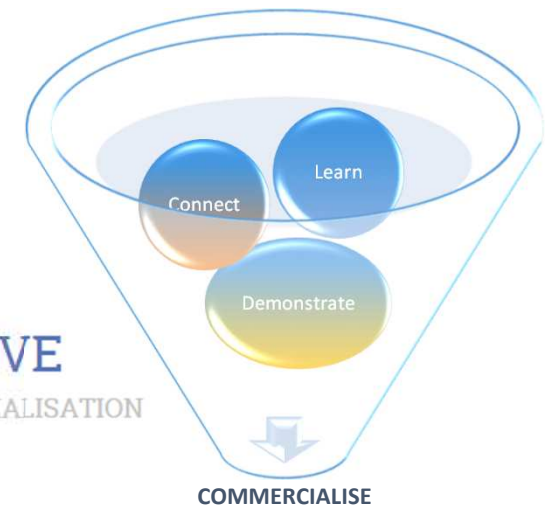 Learn
Connect
Demonstrate
VE
ALISATION
COMMERCIALISE